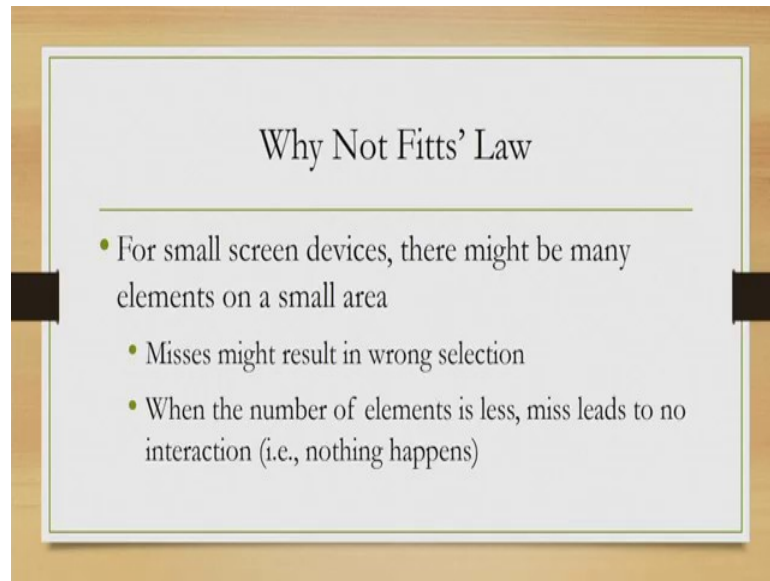 Why Not Fitts’ Law
• For small screen devices, there might be many
elements on a small area
• Misses might result in wrong selection
• When the number of elements is less, miss leads to no
interaction (i.e., nothing happens)